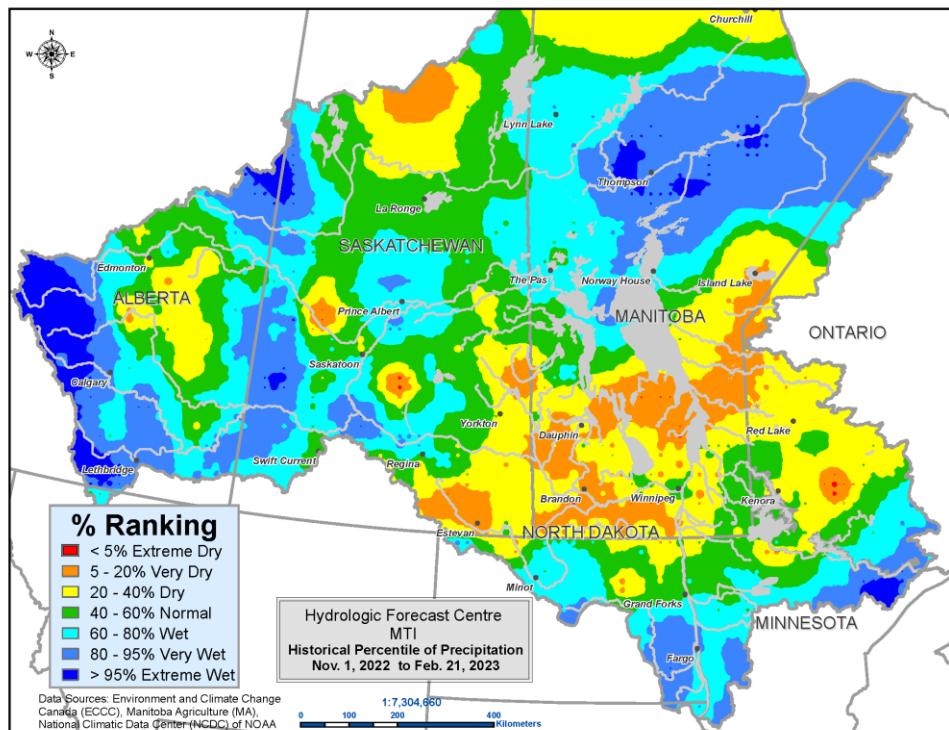 Churchill
N
W E
S
Lynn Lake
Thompson
La Ronge
SASKATCHEWAN
Edmonton
The Pas
Norway House
Island Lake
ALBERTA
Prince Albert
MANITOBA
ONTARIO
Saskatoon
Calgary
Yorkton
Dauphin
Red Lake
Lethbridge
Swift Current
Regina
Brandon
Winnipeg
Kenora
Estevan
NORTH DAKOTA
Minot
Grand Forks
MINNESOTA
Fargo
% Ranking
< 5% Extreme Dry
5 - 20% Very Dry
20 - 40% Dry
40 - 60% Normal
60 - 80% Wet
80 - 95% Very Wet
> 95% Extreme Wet
Hydrologic Forecast Centre
MTI
Historical Percentile of Precipitation
Nov. 1, 2022 to Feb. 21, 2023
Data Sources: Environment and Climate Change
Canada (ECCC), Manitoba Agriculture (MA),
National Climatic Data Center (NCDC) of NOAA
1:7,304,660
0 100 200 400
Kilometers